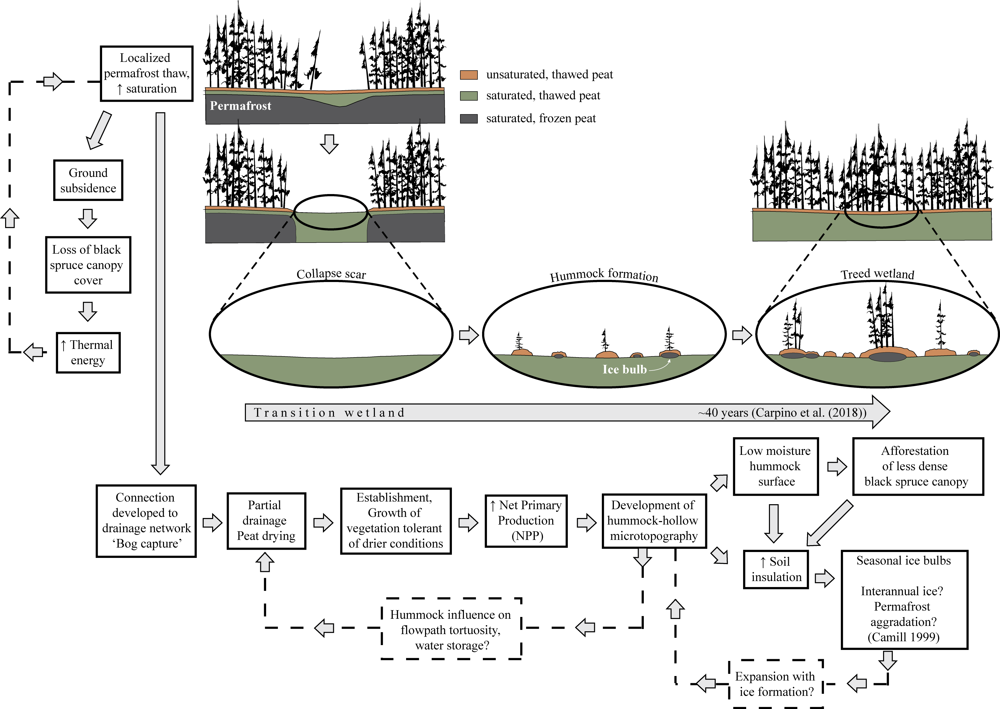 Localized
permafrost thaw,
↑ saturation
Ground
subsidence
Loss of black
spruce canopy
cover
↑ Thermal
energy
Permafrost
unsaturated, thawed peat
saturated, thawed peat
saturated, frozen peat
Collapse scar
Hummock formation
Treed wetland
Ice bulb
Transition wetland
~40 years (Carpino et al. (2018))
Connection
developed to
drainage network
‘Bog capture’
Partial
drainage
Peat drying
Establishment,
Growth of
vegetation tolerant
of drier conditions
↑ Net Primary
Production
(NPP)
Development of
hummock-hollow
microtopography
Low moisture
hummock
surface
Afforestation
of less dense
black spruce canopy
↑ Soil
insulation
Seasonal ice bulbs
Interannual ice?
Permafrost
aggradation?
(Camill 1999)
Hummock influence on
flowpath tortuosity,
water storage?
Expansion with
ice formation?